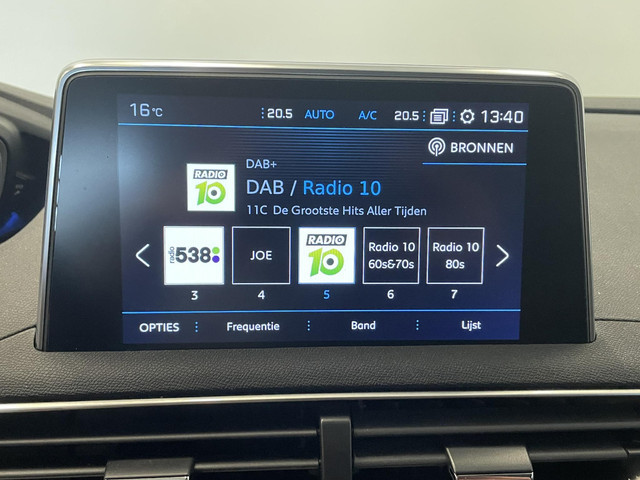 16°C 20.5 AUTO A/C 20.5 13:40
BRONNEN
DAB+
RADIO 10
DAB / Radio 10
11C De Grootste Hits Aller Tijden
radio 538 JOE RADIO 10 Radio 10 60s&70s Radio 10 80s
3 4 5 6 7
OPTIES Frequentie Band Lijst